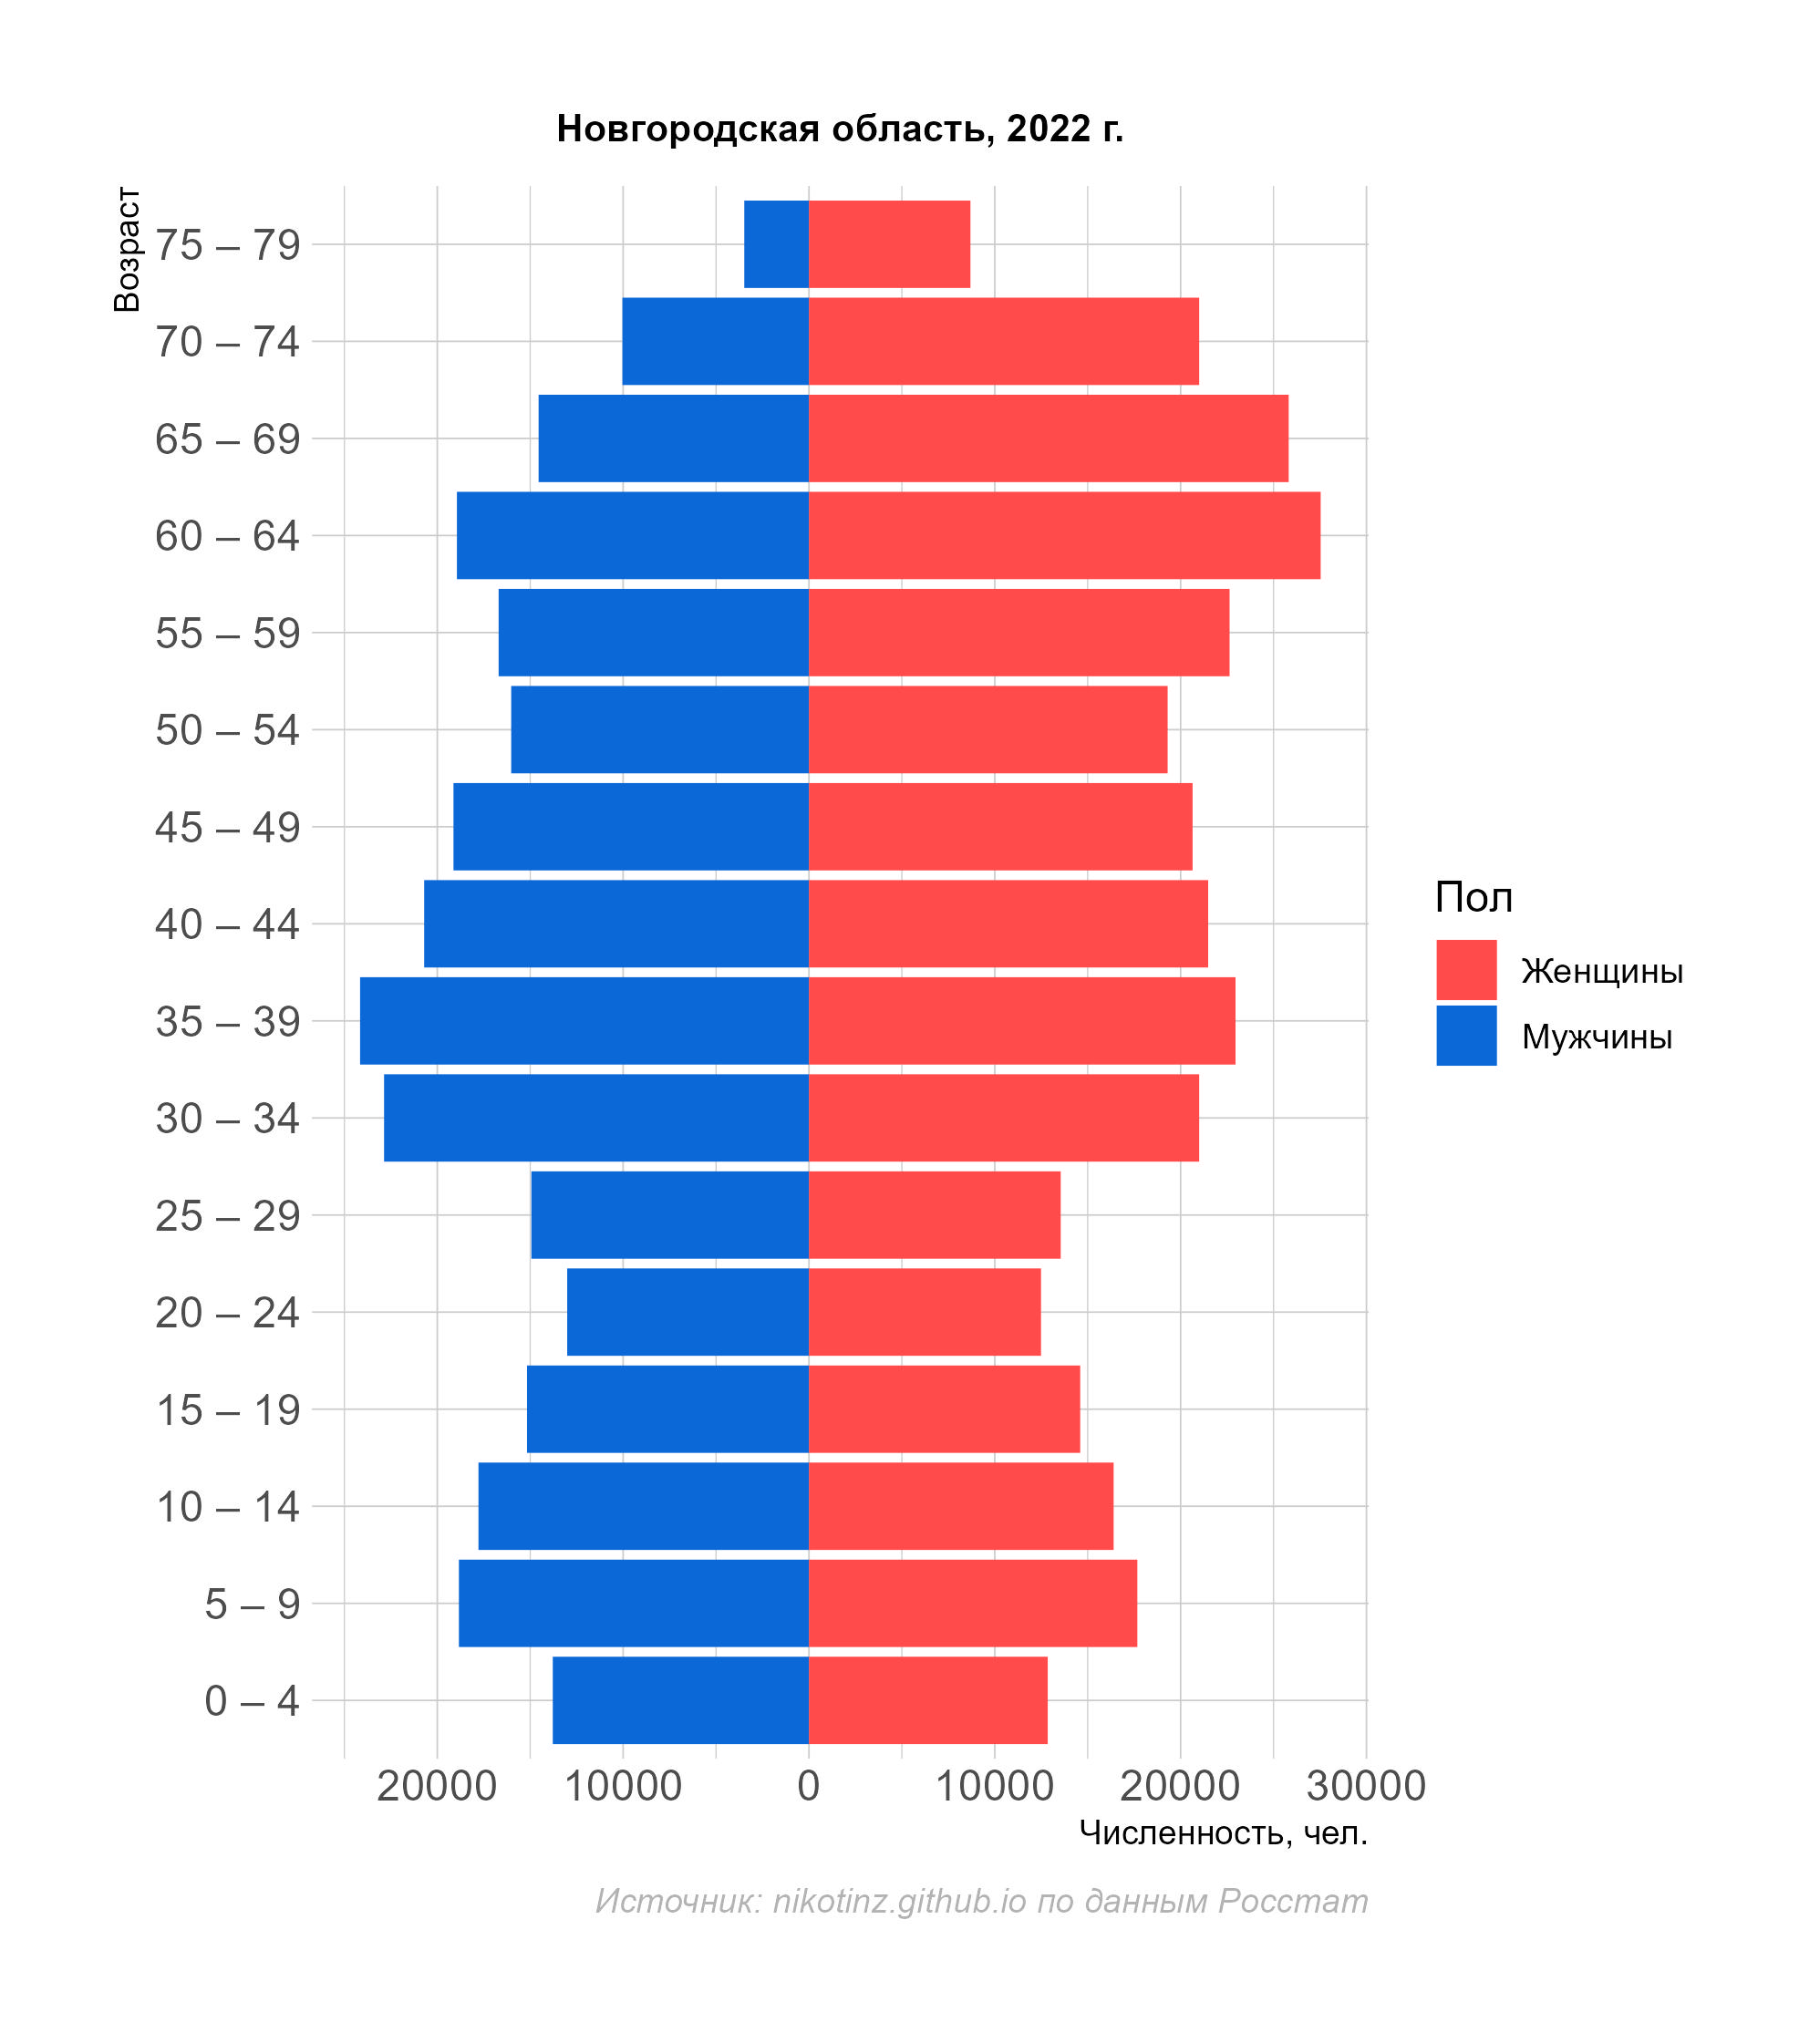 Новгородская область, 2022 г.
Возраст
75 – 79
70 – 74
65 – 69
60 – 64
55 – 59
50 – 54
45 – 49
40 – 44
35 – 39
30 – 34
25 – 29
20 – 24
15 – 19
10 – 14
5 – 9
0 – 4
20000 10000 0 10000 20000 30000
Численность, чел.
Пол
Женщины
Мужчины
Источник: nikotinz.github.io по данным Росстат